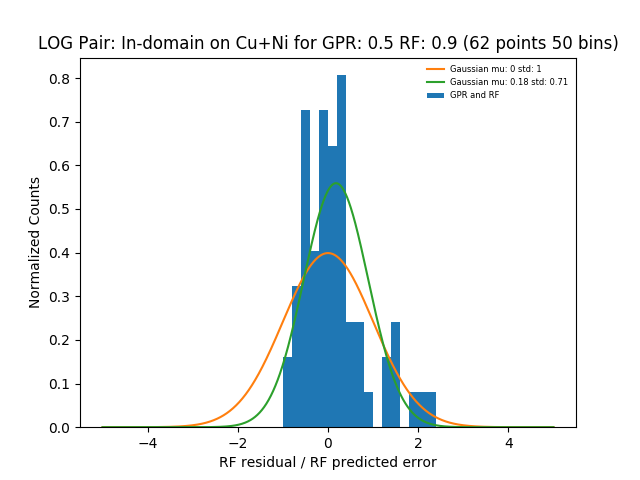 LOG Pair: In-domain on Cu+Ni for GPR: 0.5 RF: 0.9 (62 points 50 bins)
Gaussian mu: 0 std: 1
Gaussian mu: 0.18 std: 0.71
GPR and RF
Normalized Counts
0.8
0.7
0.6
0.5
0.4
0.3
0.2
0.1
0.0
−4 −2 0 2 4
RF residual / RF predicted error